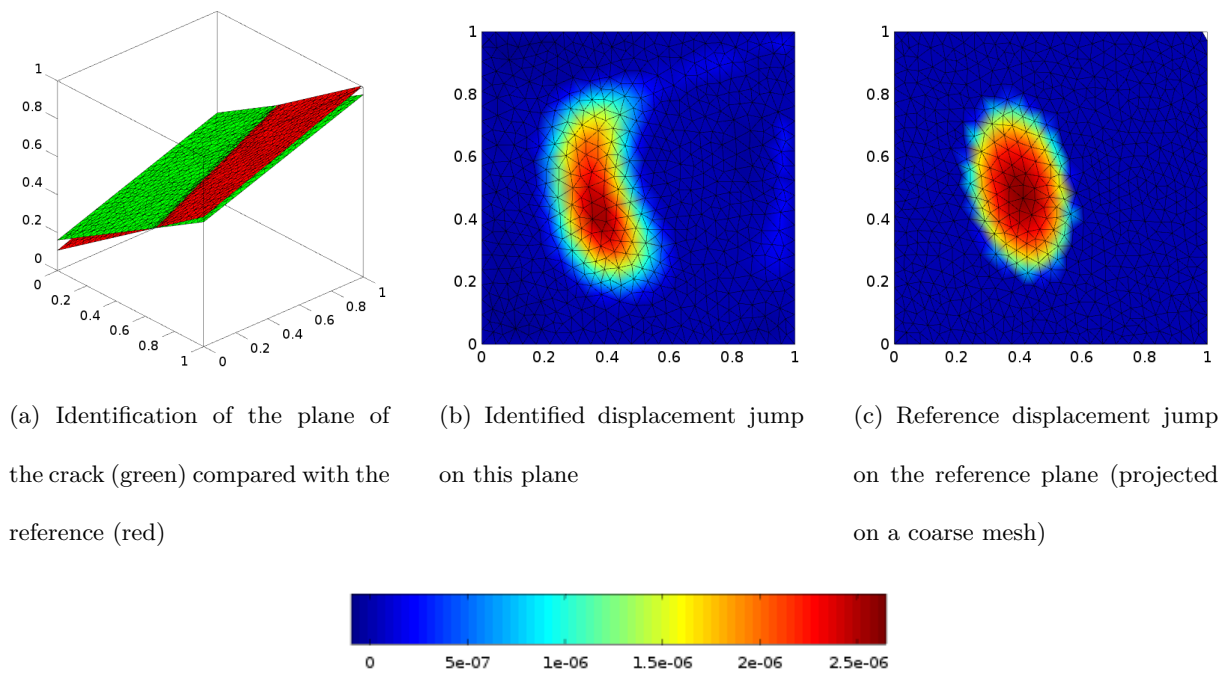 1
0.8
0.6
0.4
0.2
0
0
0.2
0.4
0.6
0.8
1
0
0.2
0.4
0.6
0.8
1
1
0.8
0.6
0.4
0.2
0
0 0.2 0.4 0.6 0.8 1
1
0.8
0.6
0.4
0.2
0
0 0.2 0.4 0.6 0.8 1
(a) Identification of the plane of
the crack (green) compared with the
reference (red)
(b) Identified displacement jump
on this plane
(c) Reference displacement jump
on the reference plane (projected
on a coarse mesh)
0 5e-07 1e-06 1.5e-06 2e-06 2.5e-06